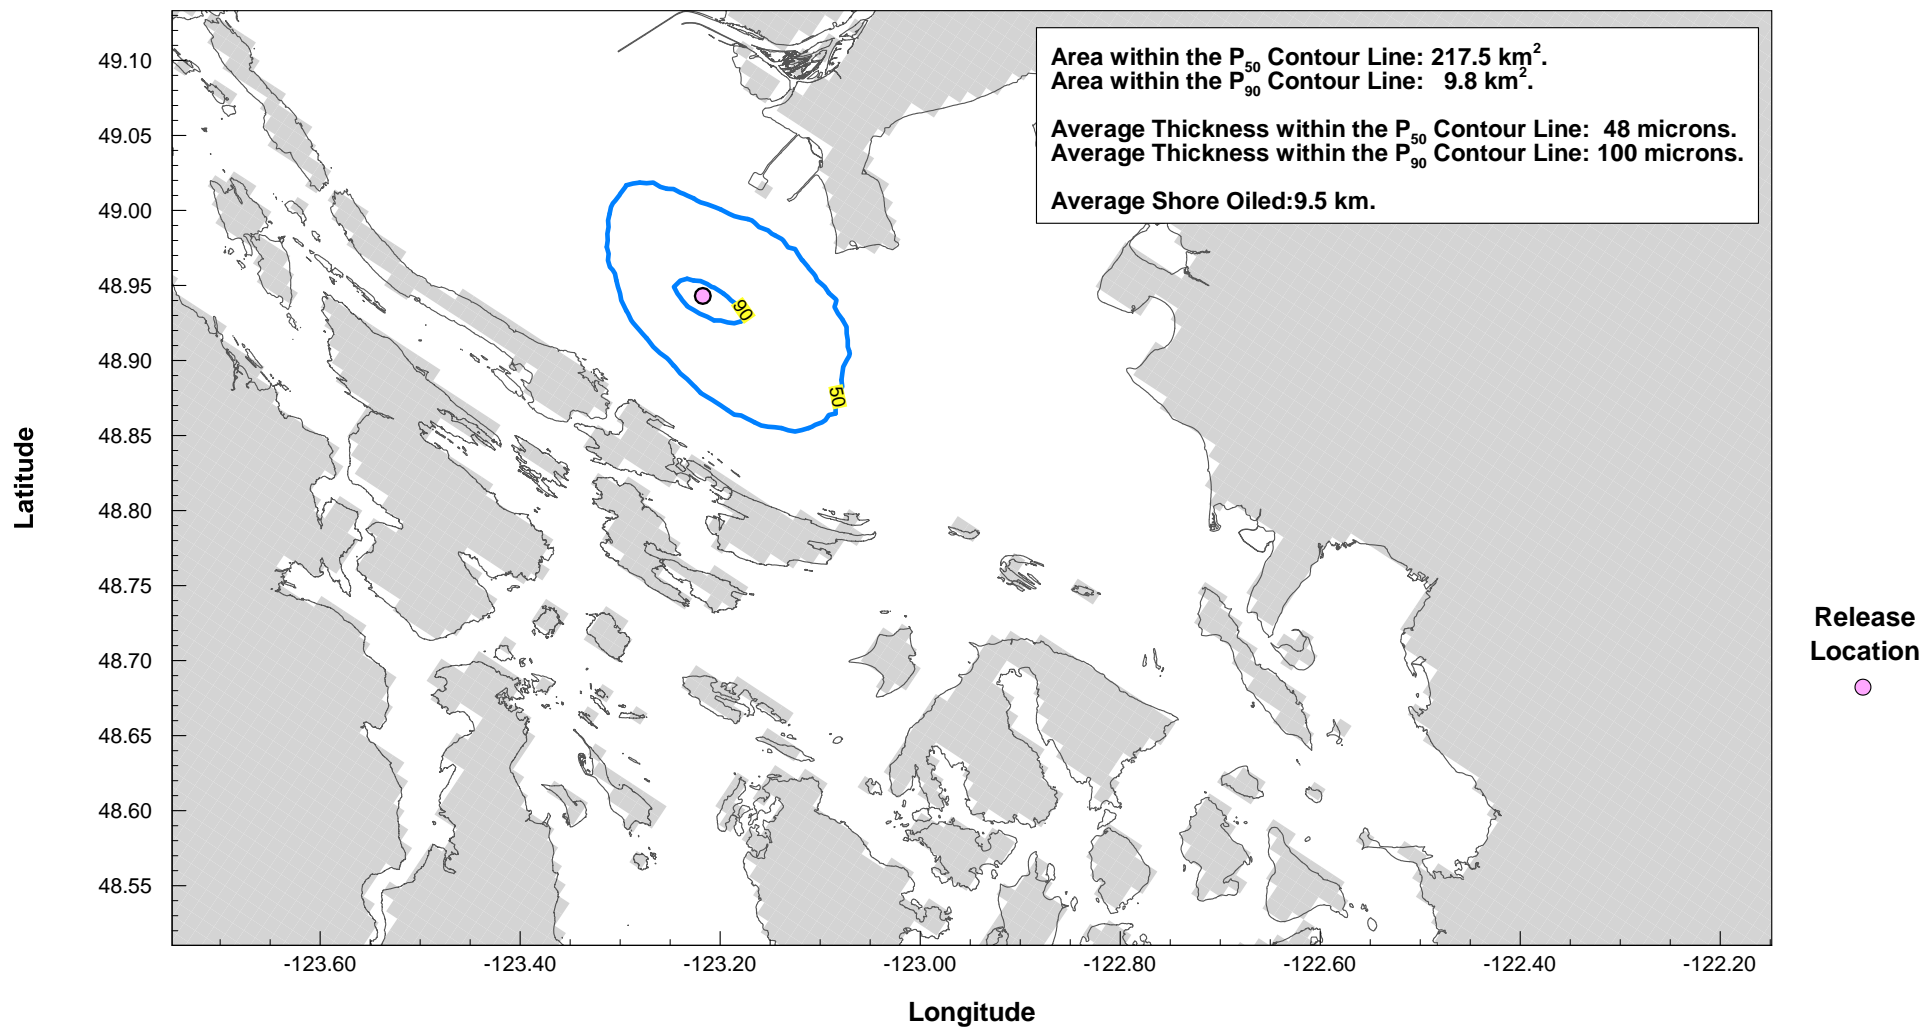 Area within the P50 Contour Line: 217.5 km2.
Area within the P90 Contour Line: 9.8 km2.
Average Thickness within the P50 Contour Line: 48 microns.
Average Thickness within the P90 Contour Line: 100 microns.
Average Shore Oiled:9.5 km.
49.10
49.05
49.00
48.95
48.90
48.85
48.80
48.75
48.70
48.65
48.60
48.55
Latitude
90
50
-123.60
-123.40
-123.20
-123.00
-122.80
-122.60
-122.40
-122.20
Longitude
Release
Location